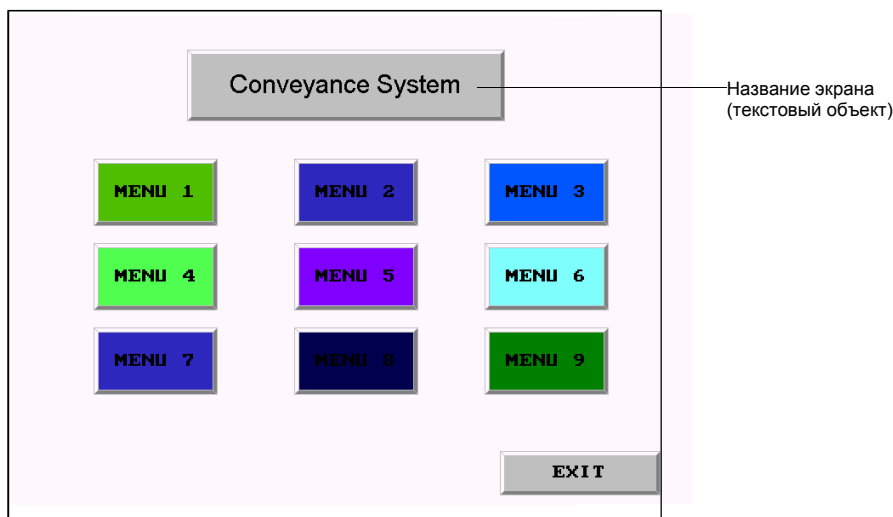 Conveyance System
Название экрана
(текстовый объект)
MENU 1
MENU 2
MENU 3
MENU 4
MENU 5
MENU 6
MENU 7
MENU 8
MENU 9
EXIT